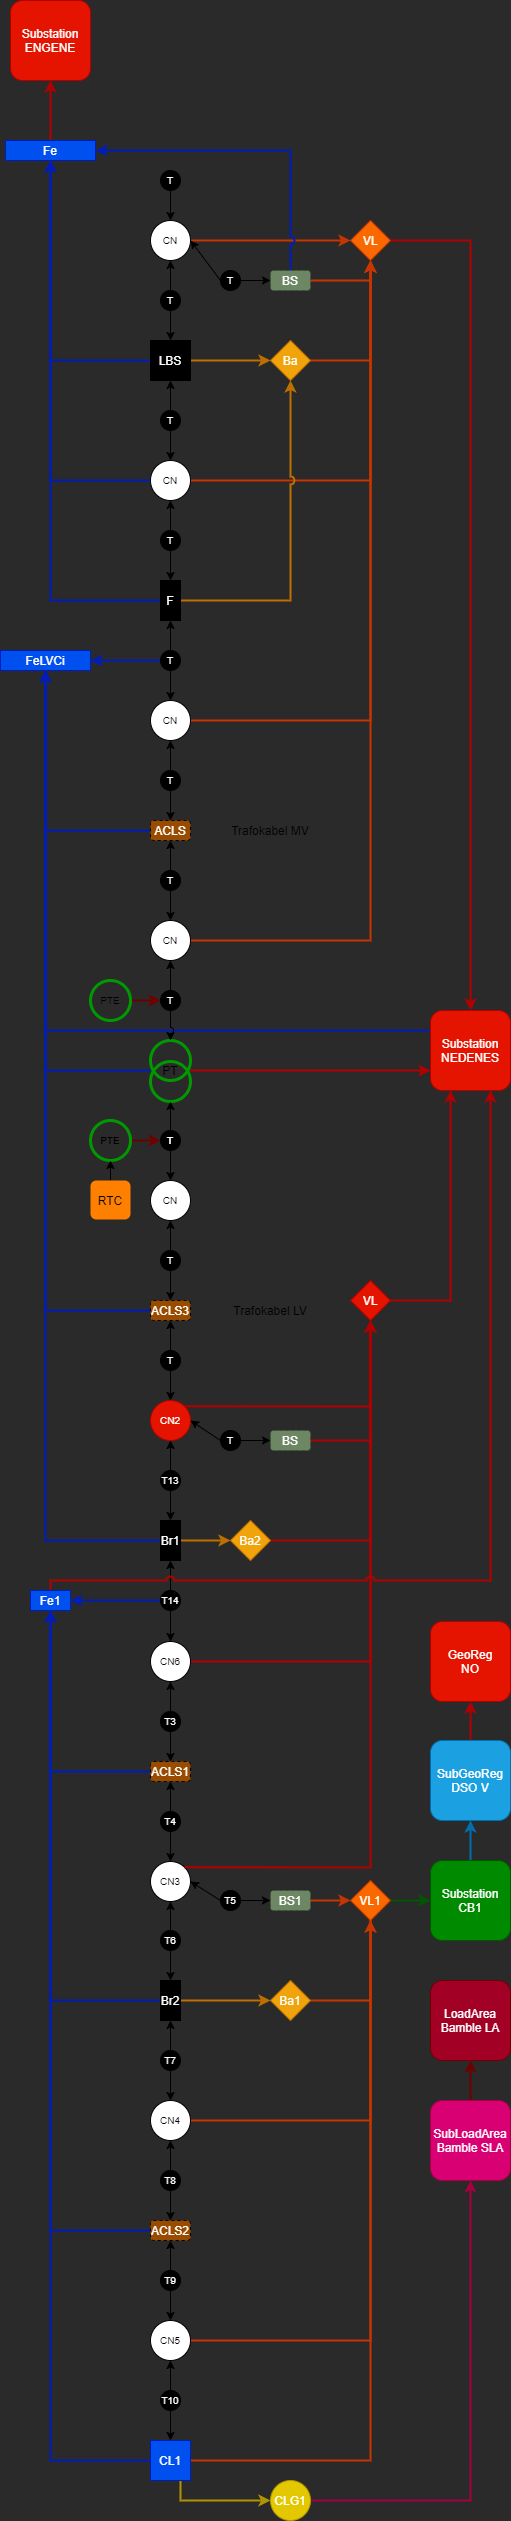 Substation
ENGENE
Fe
T
CN
VL
T
BS
T
LBS
Ba
T
CN
T
F
FeLVCi
T
CN
T
ACLS
Trafokabel MV
T
CN
PTE
T
Substation
NEDENES
PT
PTE
T
RTC
CN
T
VL
ACLS3
Trafokabel LV
T
CN2
T
BS
T13
Br1
Ba2
Fe1
T14
CN6
GeoReg
NO
T3
ACLS1
SubGeoReg
DSO V
T4
CN3
T5
BS1
VL1
Substation
CB1
T6
Br2
Ba1
LoadArea
Bamble LA
T7
CN4
SubLoadArea
Bamble SLA
T8
ACLS2
T9
CN5
T10
CL1
CLG1